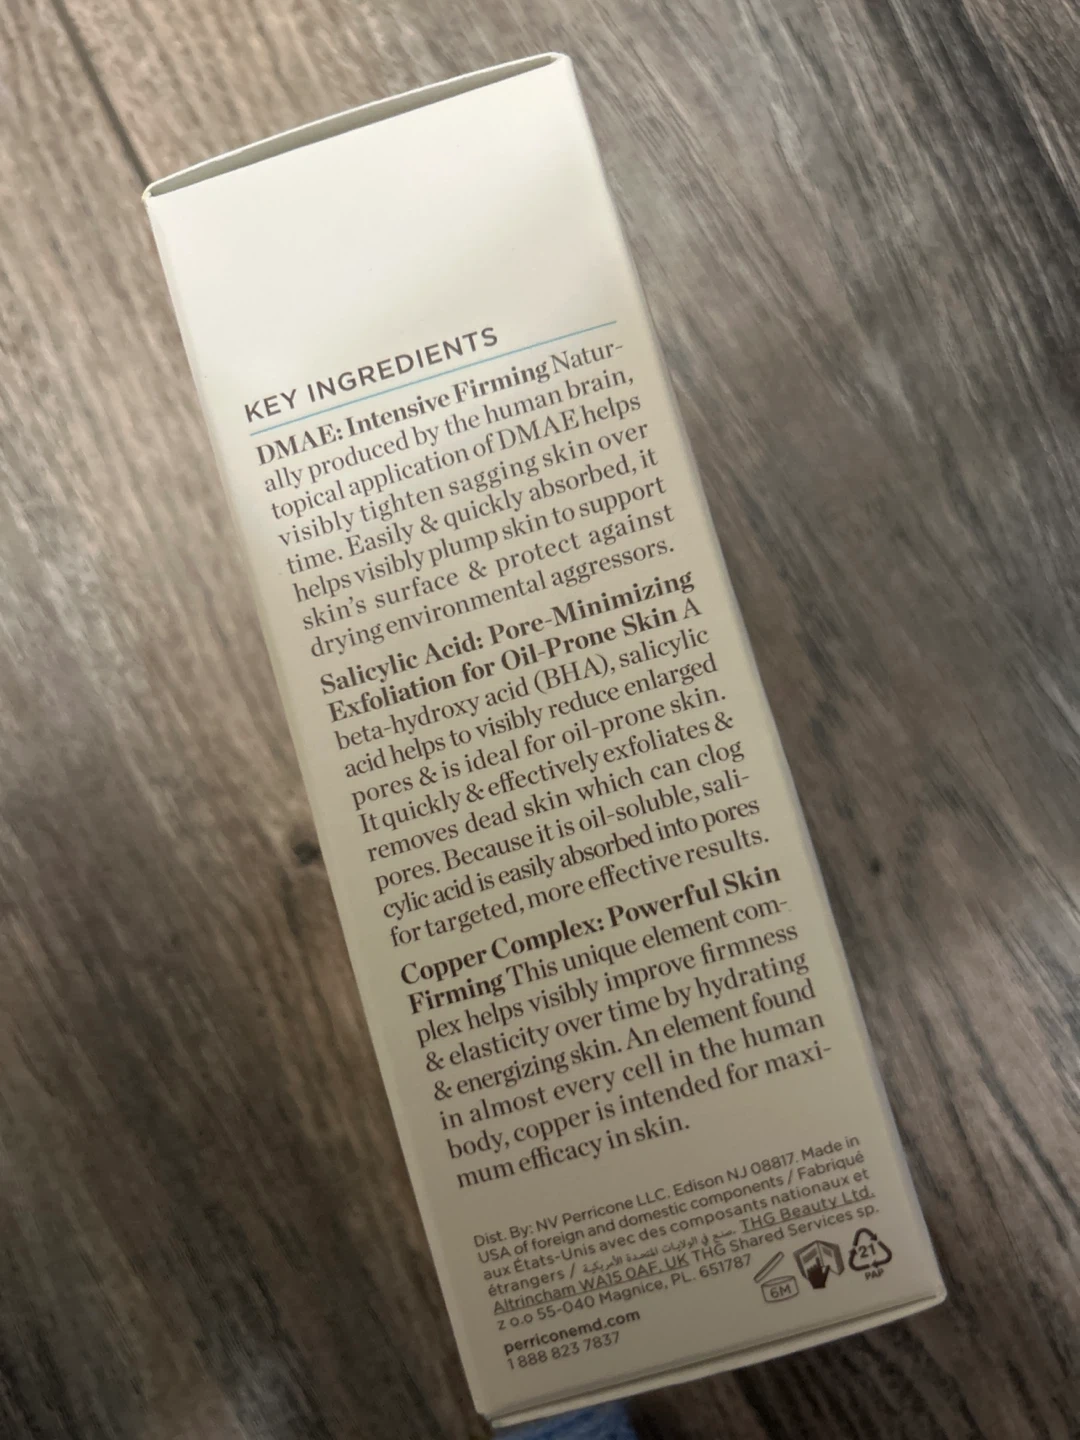 KEY INGREDIENTS
DMAE: Intensive Firming Natur-
ally produced by the human brain,
topical application of DMAE helps
visibly tighten sagging skin over
time. Easily & quickly absorbed, it
helps visibly plump skin to support
skin's surface & protect against
drying environmental aggressors.
Salicylic Acid: Pore-Minimizing
Exfoliation for Oil-Prone Skin A
beta-hydroxy acid (BHA), salicylic
acid helps to visibly reduce enlarged
pores & is ideal for oil-prone skin.
It quickly & effectively exfoliates &
removes dead skin which can clog
pores. Because it is oil-soluble, sali-
cylic acid is easily absorbed into pores
for targeted, more effective results.
Copper Complex: Powerful Skin
Firming This unique element com-
plex helps visibly improve firmness
& elasticity over time by hydrating
& energizing skin. An element found
in almost every cell in the human
body, copper is intended for maxi-
mum efficacy in skin.
Dist. By: NV Perricone LLC. Edison NJ 08817. Made in
USA of foreign and domestic components / Fabriqué
aux États-Unis avec des composants nationaux et
étrangers / صنع في الولايات المتحدة الأمريكية. THG Beauty Ltd.
Altrincham WA15 0AF, UK THG Shared Services sp.
z o.o 55-040 Magnice, PL. 651787
perriconemd.com
1 888 823 7837
6M
21
PAP